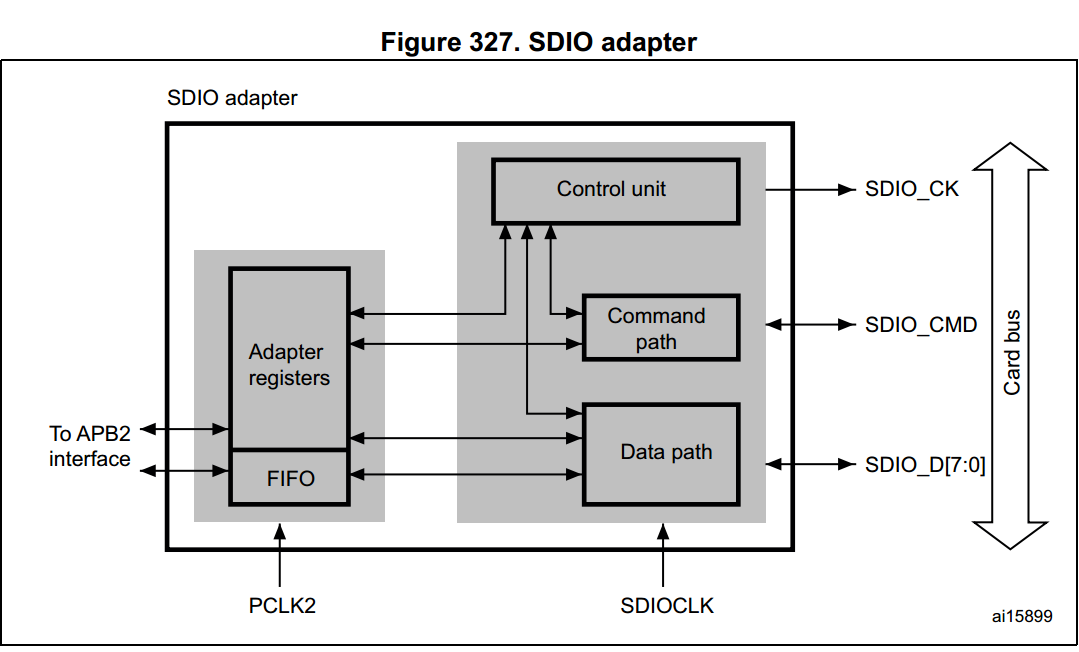 Figure 327. SDIO adapter
SDIO adapter
Control unit
SDIO_CK
Command
path
SDIO_CMD
Card bus
Adapter
registers
To APB2
interface
FIFO
Data path
SDIO_D[7:0]
PCLK2
SDIOCLK
ai15899